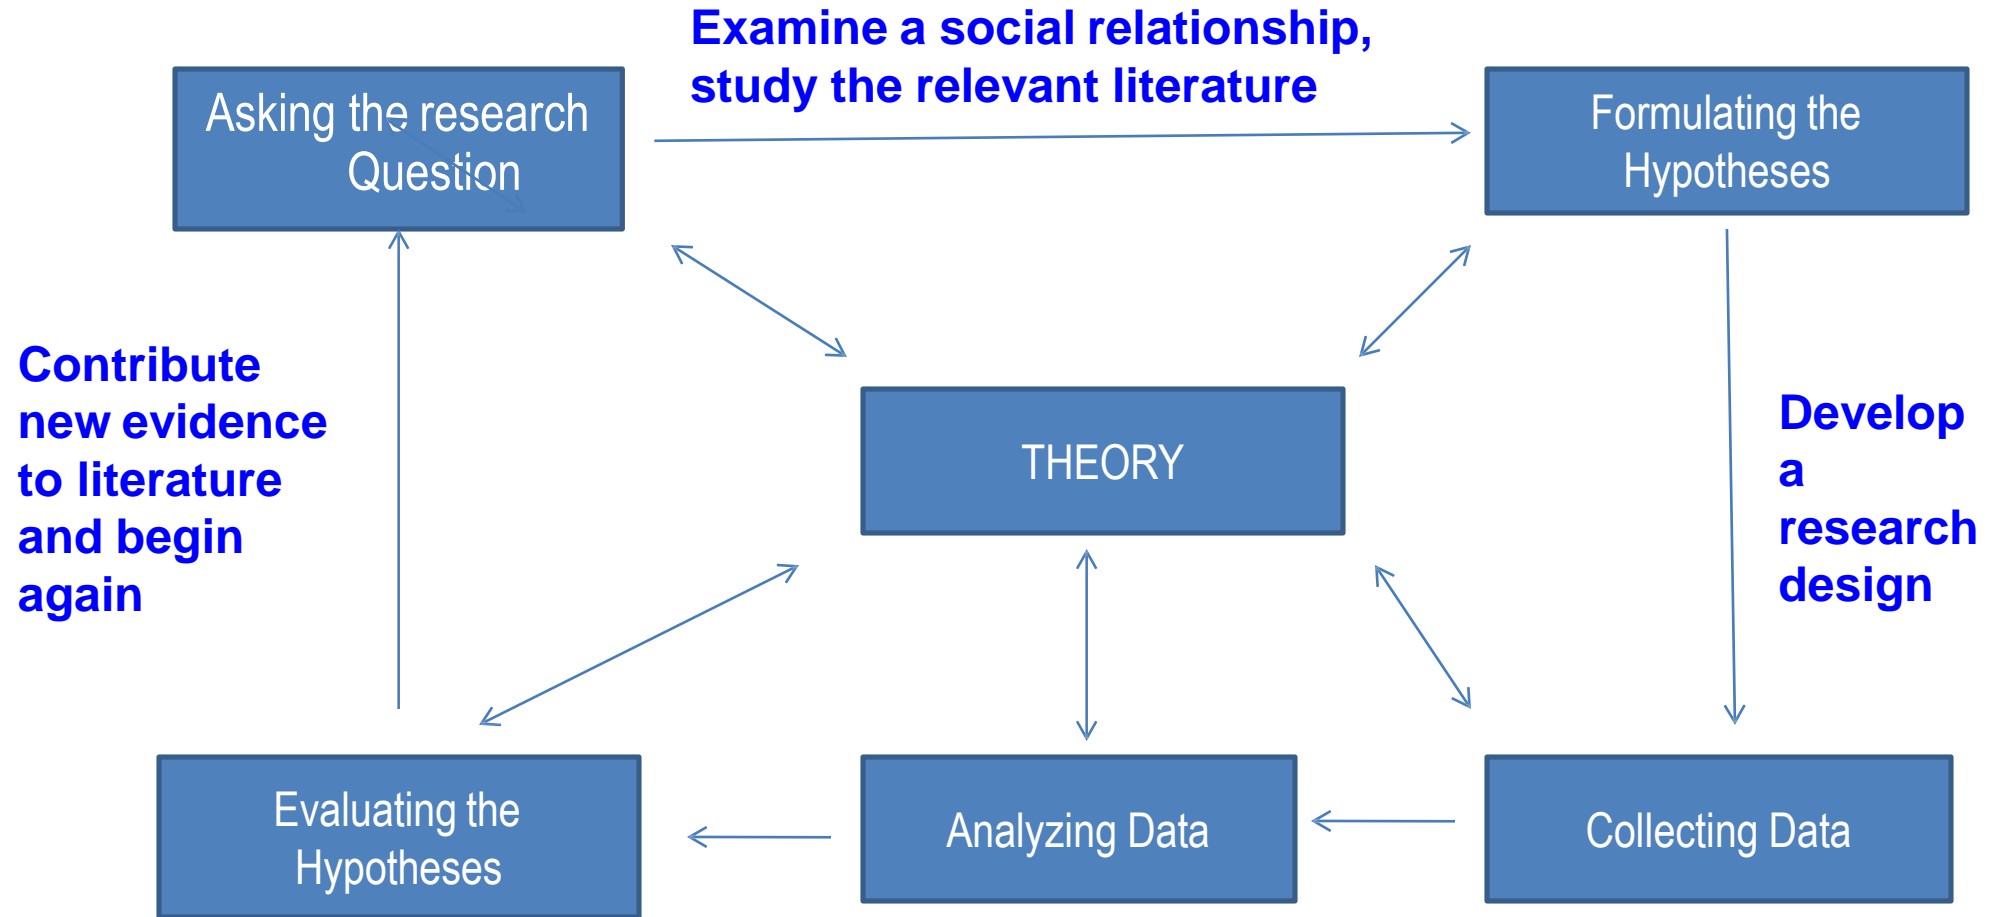 Examine a social relationship,
study the relevant literature
Asking the research
Question
Formulating the
Hypotheses
Contribute
new evidence
to literature
and begin
again
THEORY
Develop
a
research
design
Evaluating the
Hypotheses
Analyzing Data
Collecting Data